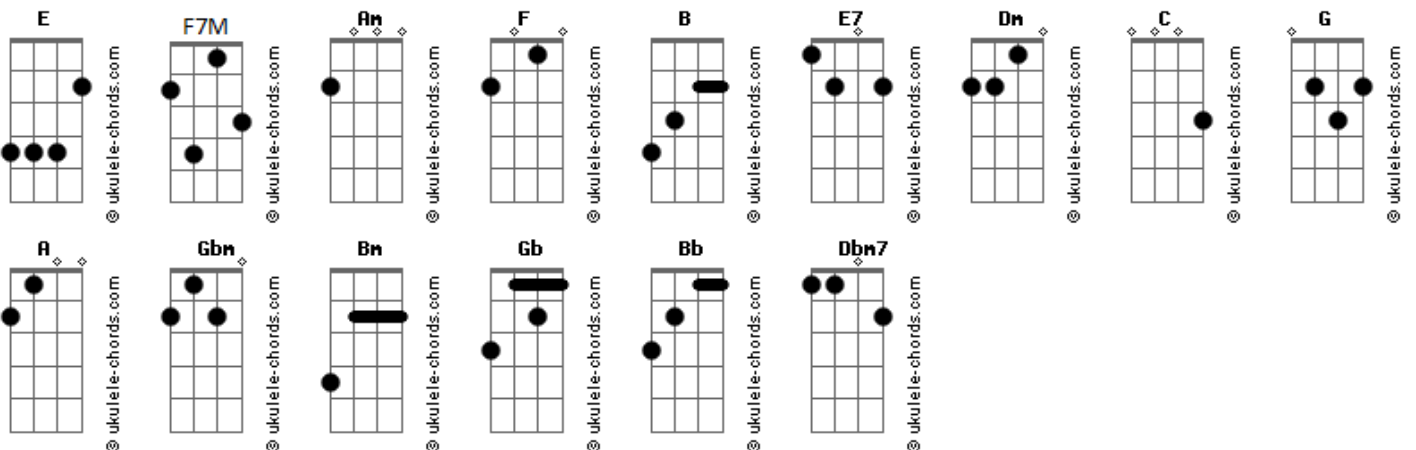 E F7M Am F B E7 Dm C G
© ukulele-chords.com © ukulele-chords.com © ukulele-chords.com © ukulele-chords.com © ukulele-chords.com © ukulele-chords.com © ukulele-chords.com © ukulele-chords.com © ukulele-chords.com
A Gbm Bm Gb Bb Dbm7
© ukulele-chords.com © ukulele-chords.com © ukulele-chords.com © ukulele-chords.com © ukulele-chords.com © ukulele-chords.com